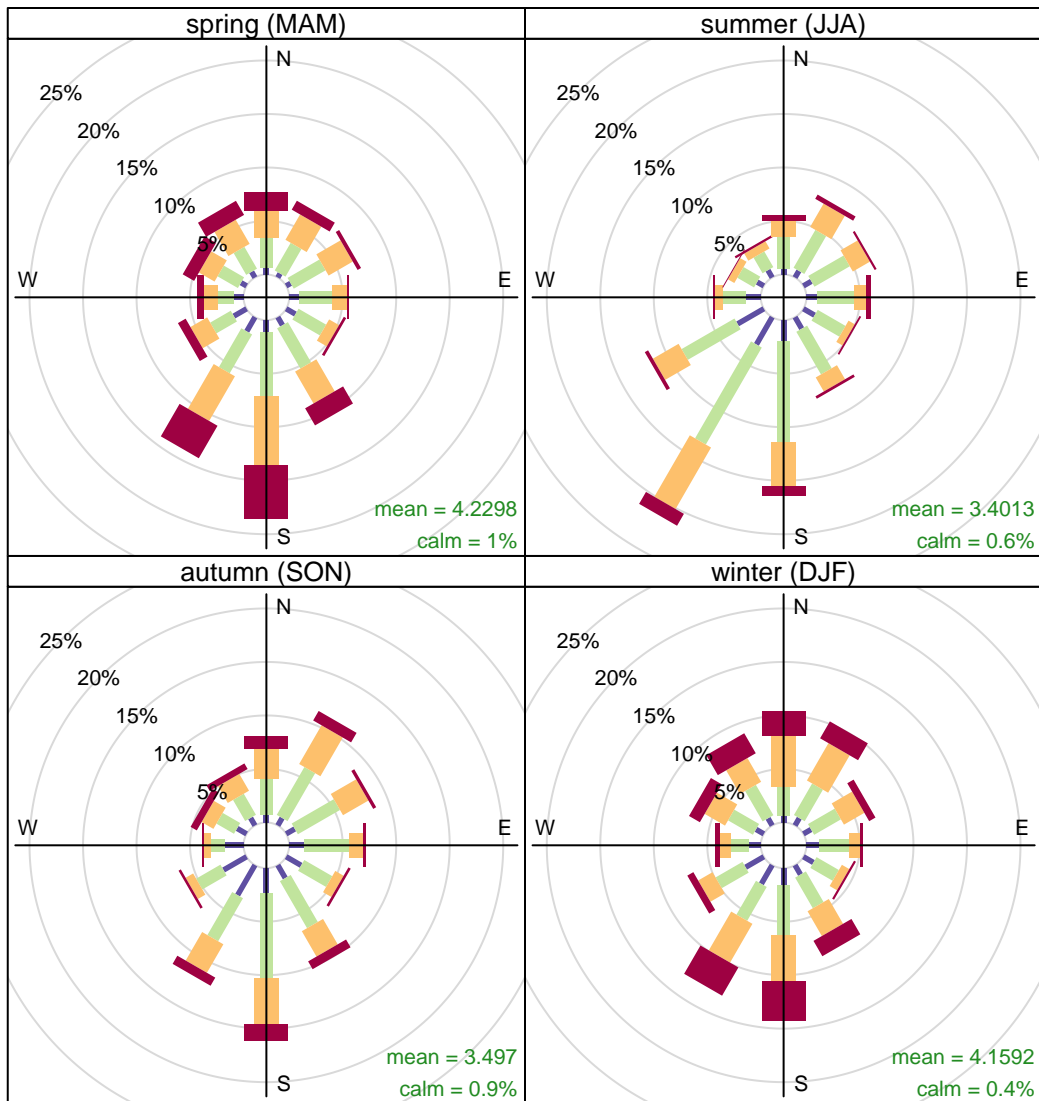 spring (MAM)
N
25%
20%
15%
10%
5%
W
E
mean = 4.2298
S
calm = 1%
summer (JJA)
N
25%
20%
15%
10%
5%
W
E
mean = 3.4013
S
calm = 0.6%
autumn (SON)
N
25%
20%
15%
10%
5%
W
E
mean = 3.497
S
calm = 0.9%
winter (DJF)
N
25%
20%
15%
10%
5%
W
E
mean = 4.1592
S
calm = 0.4%